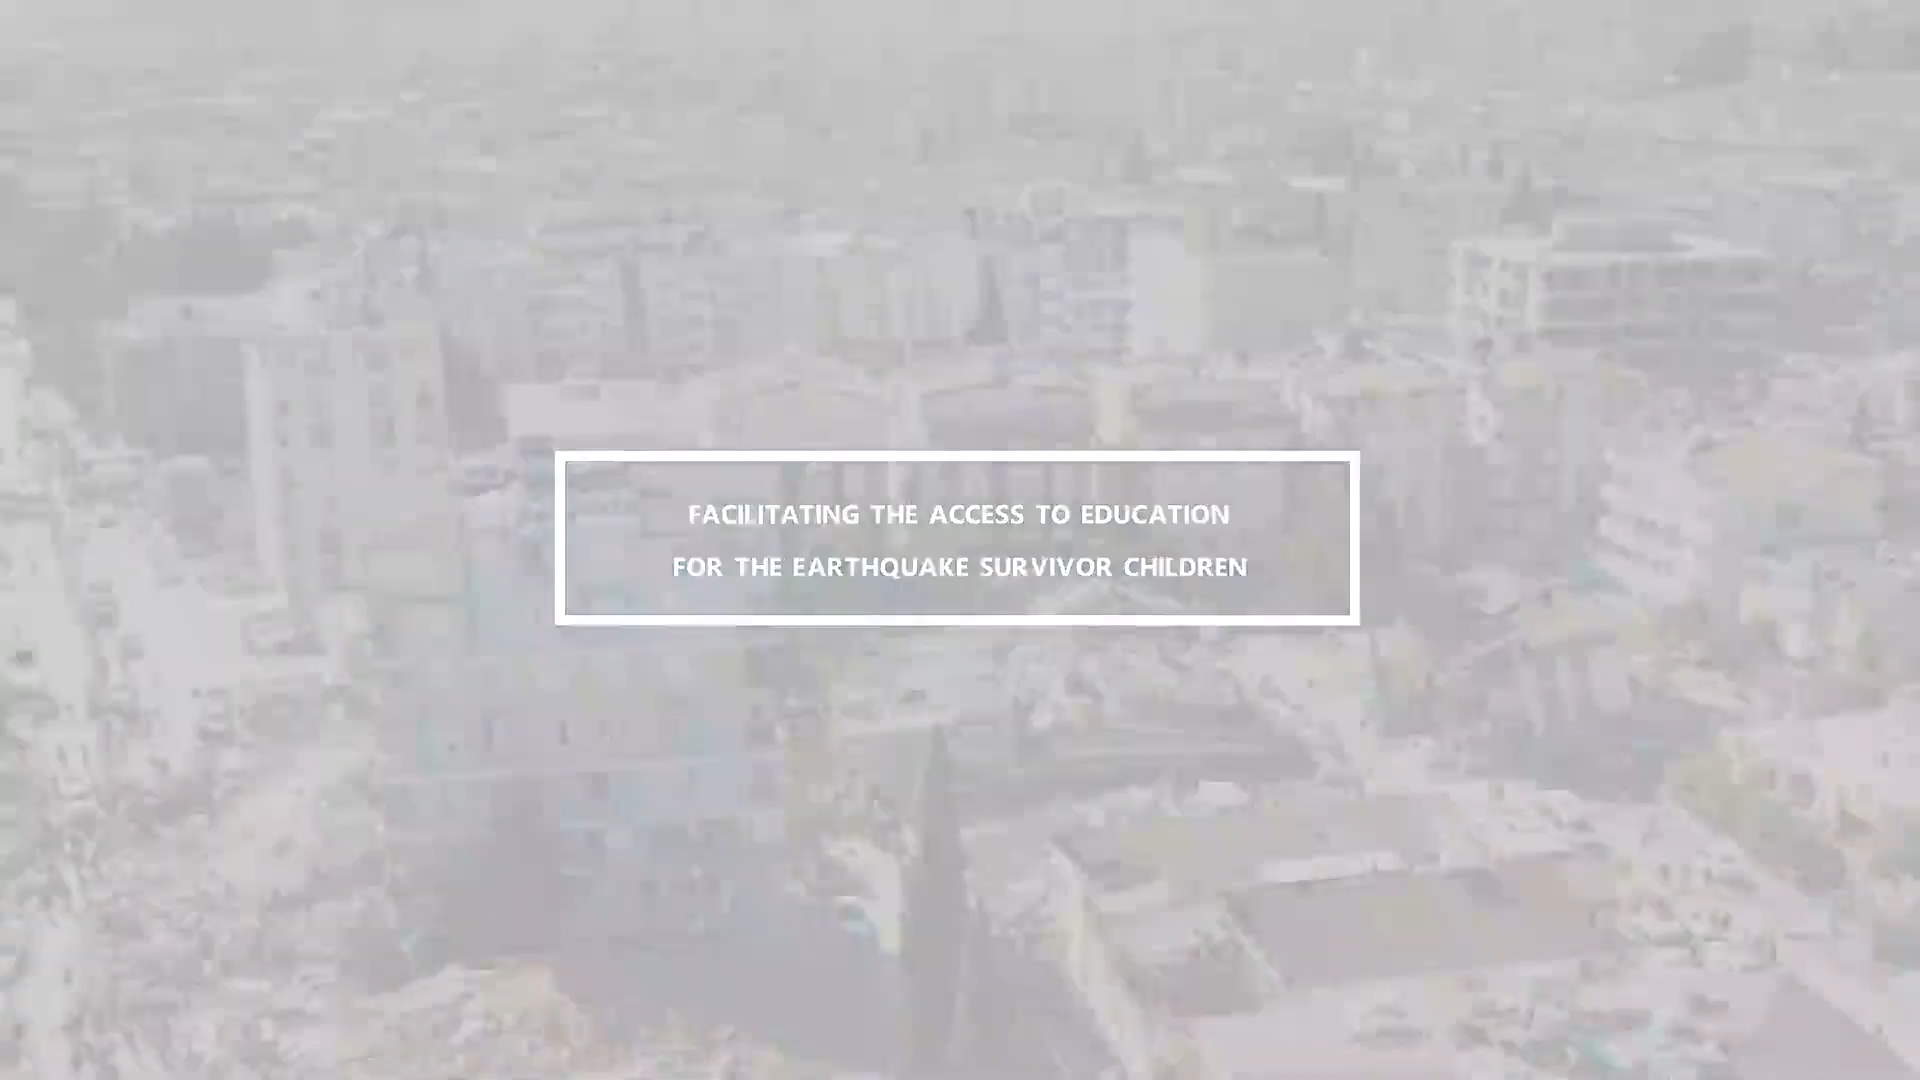 FACILITATING THE ACCESS TO EDUCATION
FOR THE EARTHQUAKE SURVIVOR CHILDREN